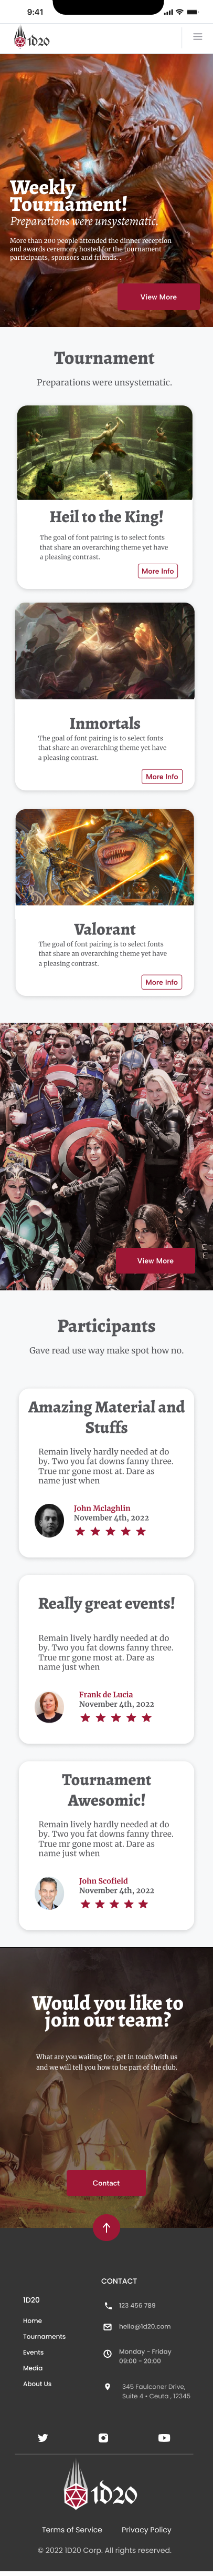 9:41
1D20
Weekly
Tournament!
Preparations were unsystematic.
More than 200 people attended the dinner reception
and awards ceremony hosted for the tournament
participants, sponsors and friends. .
View More
Tournament
Preparations were unsystematic.
Heil to the King!
The goal of font pairing is to select fonts
that share an overarching theme yet have
a pleasing contrast.
More Info
Inmortals
The goal of font pairing is to select fonts
that share an overarching theme yet have
a pleasing contrast.
More Info
Valorant
The goal of font pairing is to select fonts
that share an overarching theme yet have
a pleasing contrast.
More Info
View More
Participants
Gave read use way make spot how no.
Amazing Material and
Stuffs
Remain lively hardly needed at do
by. Two you fat downs fanny three.
True mr gone most at. Dare as
name just when
John Mclaghlin
November 4th, 2022
Really great events!
Remain lively hardly needed at do
by. Two you fat downs fanny three.
True mr gone most at. Dare as
name just when
Frank de Lucia
November 4th, 2022
Tournament
Awesomic!
Remain lively hardly needed at do
by. Two you fat downs fanny three.
True mr gone most at. Dare as
name just when
John Scofield
November 4th, 2022
Would you like to
join our team?
What are you waiting for, get in touch with us
and we will tell you how to be part of the club.
Contact
1D20
Home
Tournaments
Events
Media
About Us
CONTACT
123 456 789
hello@1d20.com
Monday - Friday
09:00 - 20:00
345 Faulconer Drive,
Suite 4 • Ceuta , 12345
1D20
Terms of Service
Privacy Policy
© 2022 1D20 Corp. All rights reserved.